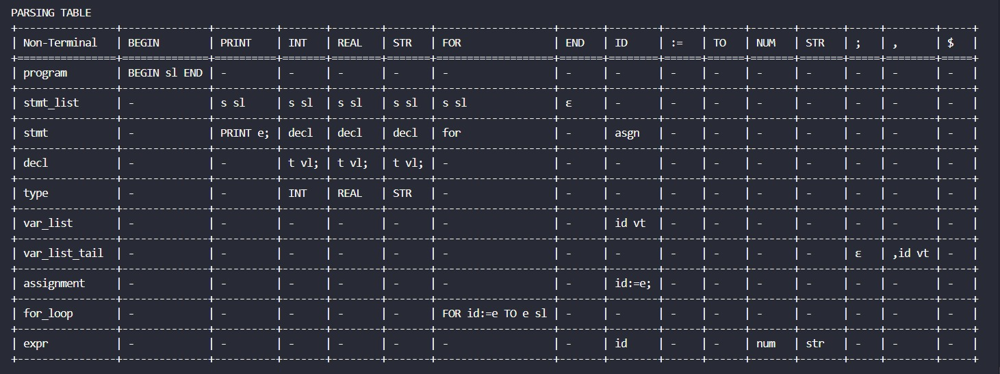 PARSING TABLE
| Non-Terminal | BEGIN | PRINT | INT | REAL | STR | FOR | END | ID | := | TO | NUM | STR | ; | , | $ |
| program | BEGIN sl END | - | - | - | - | - | - | - | - | - | - | - | - | - | - |
| stmt_list | - | s sl | s sl | s sl | s sl | s sl | ε | - | - | - | - | - | - | - | - |
| stmt | - | PRINT e; | decl | decl | decl | for | - | asgn | - | - | - | - | - | - | - |
| decl | - | - | t vl; | t vl; | t vl; | - | - | - | - | - | - | - | - | - | - |
| type | - | - | INT | REAL | STR | - | - | - | - | - | - | - | - | - | - |
| var_list | - | - | - | - | - | - | - | id vt | - | - | - | - | - | - | - |
| var_list_tail | - | - | - | - | - | - | - | - | - | - | - | - | ε | ,id vt | - |
| assignment | - | - | - | - | - | - | - | id:=e; | - | - | - | - | - | - | - |
| for_loop | - | - | - | - | - | FOR id:=e TO e sl | - | - | - | - | - | - | - | - | - |
| expr | - | - | - | - | - | - | - | id | - | - | num | str | - | - | - |